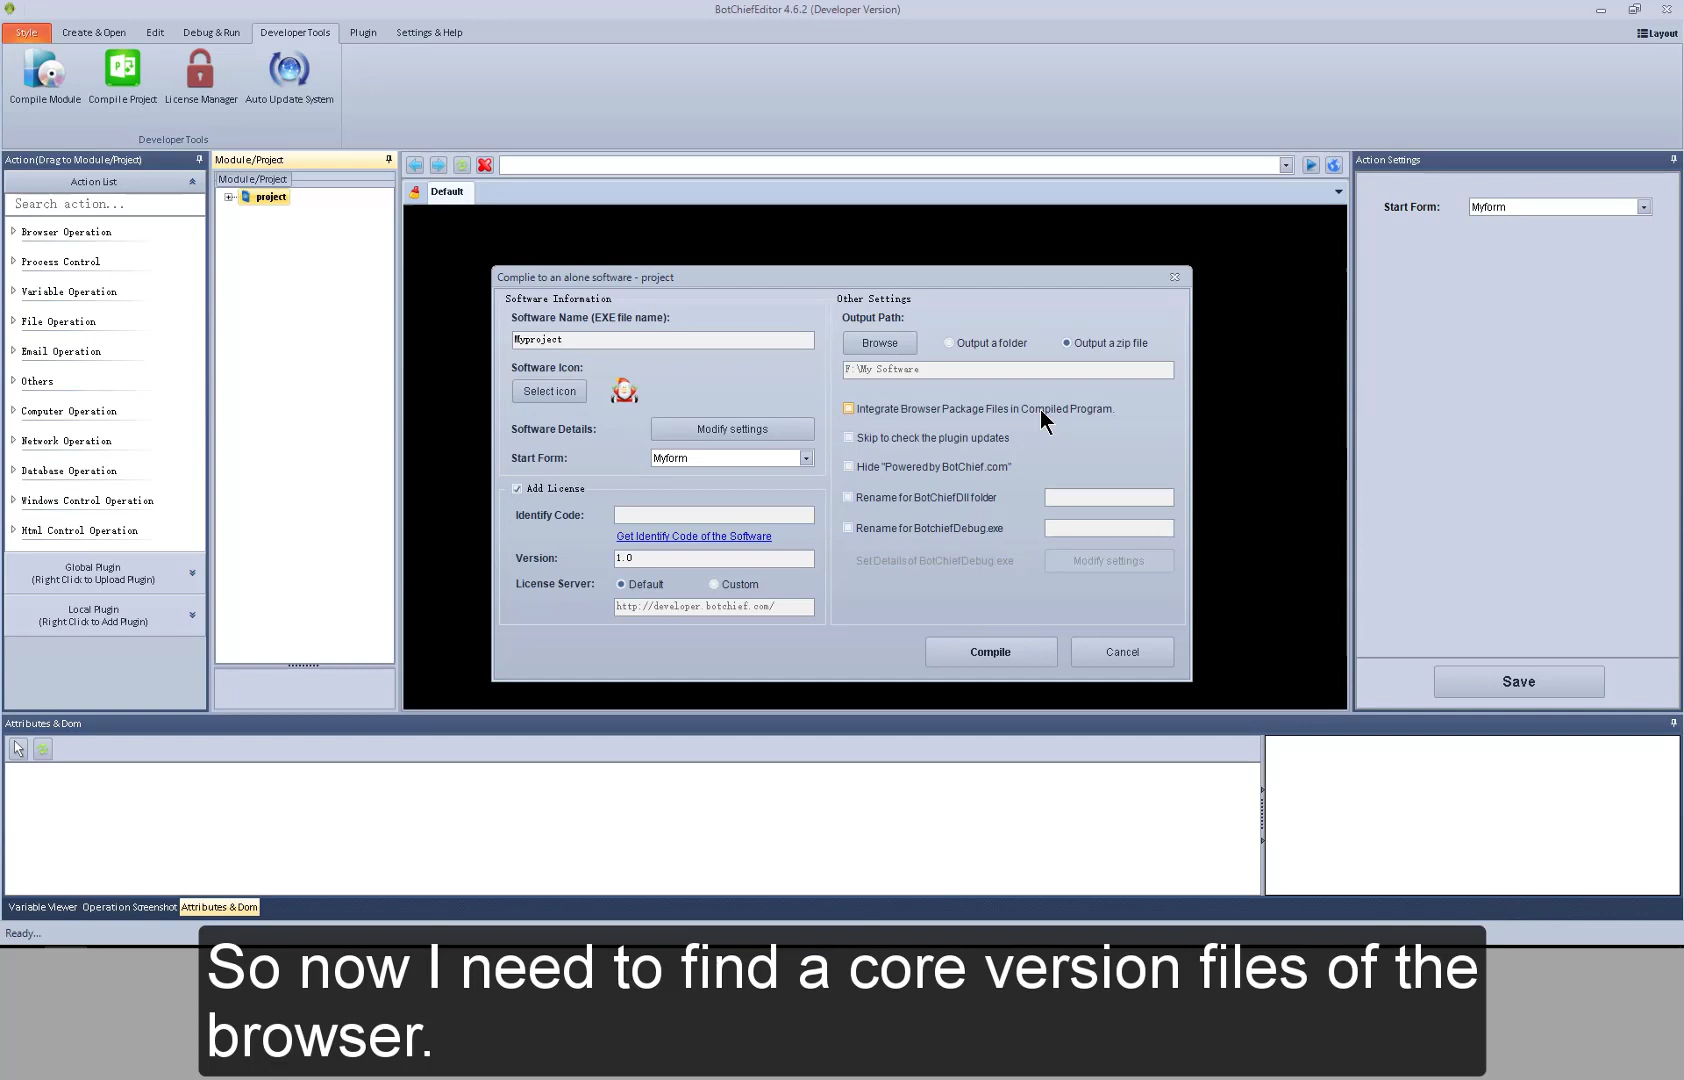 BotChiefEditor 4.6.2 (Developer Version)
Style Create & Open Edit Debug & Run Developer Tools Plugin Settings & Help Layout
Compile Module Compile Project License Manager Auto Update System
Developer Tools
Action(Drag to Module/Project)
Action List
Search action...
Browser Operation
Process Control
Variable Operation
File Operation
Email Operation
Others
Computer Operation
Network Operation
Database Operation
Windows Control Operation
Html Control Operation
Global Plugin
(Right Click to Upload Plugin)
Local Plugin
(Right Click to Add Plugin)
Module/Project
Module/Project
project
Default
Complie to an alone software - project
Software Information
Software Name (EXE file name):
Myproject
Software Icon:
Select icon
Software Details: Modify settings
Start Form: Myform
Add License
Identify Code:
Get Identify Code of the Software
Version: 1.0
License Server: Default Custom
http://developer.botchief.com/
Other Settings
Output Path:
Browse Output a folder Output a zip file
F:\My Software
Integrate Browser Package Files in Compiled Program.
Skip to check the plugin updates
Hide "Powered by BotChief.com"
Rename for BotChiefDll folder
Rename for BotchiefDebug.exe
Set Details of BotChiefDebug.exe Modify settings
Compile Cancel
Action Settings
Start Form: Myform
Save
Attributes & Dom
Variable Viewer Operation Screenshot Attributes & Dom
Ready...
So now I need to find a core version files of the
browser.